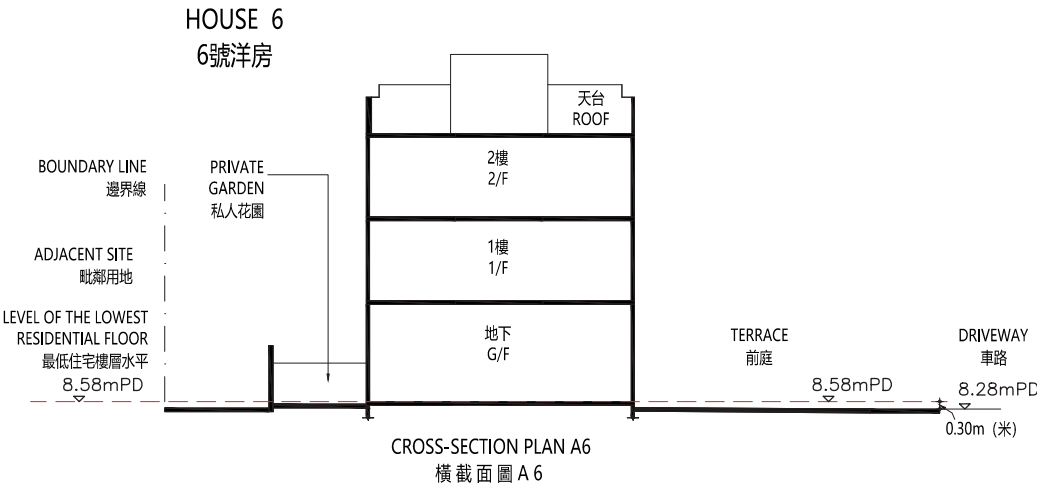 HOUSE 6
6號洋房
天台
ROOF
2樓
2/F
BOUNDARY LINE
邊界線
PRIVATE
GARDEN
私人花園
1樓
1/F
ADJACENT SITE
毗鄰用地
LEVEL OF THE LOWEST
RESIDENTIAL FLOOR
最低住宅樓層水平
8.58mPD
地下
G/F
TERRACE
前庭
8.58mPD
DRIVEWAY
車路
8.28mPD
0.30m (米)
CROSS-SECTION PLAN A6
橫截面圖A6